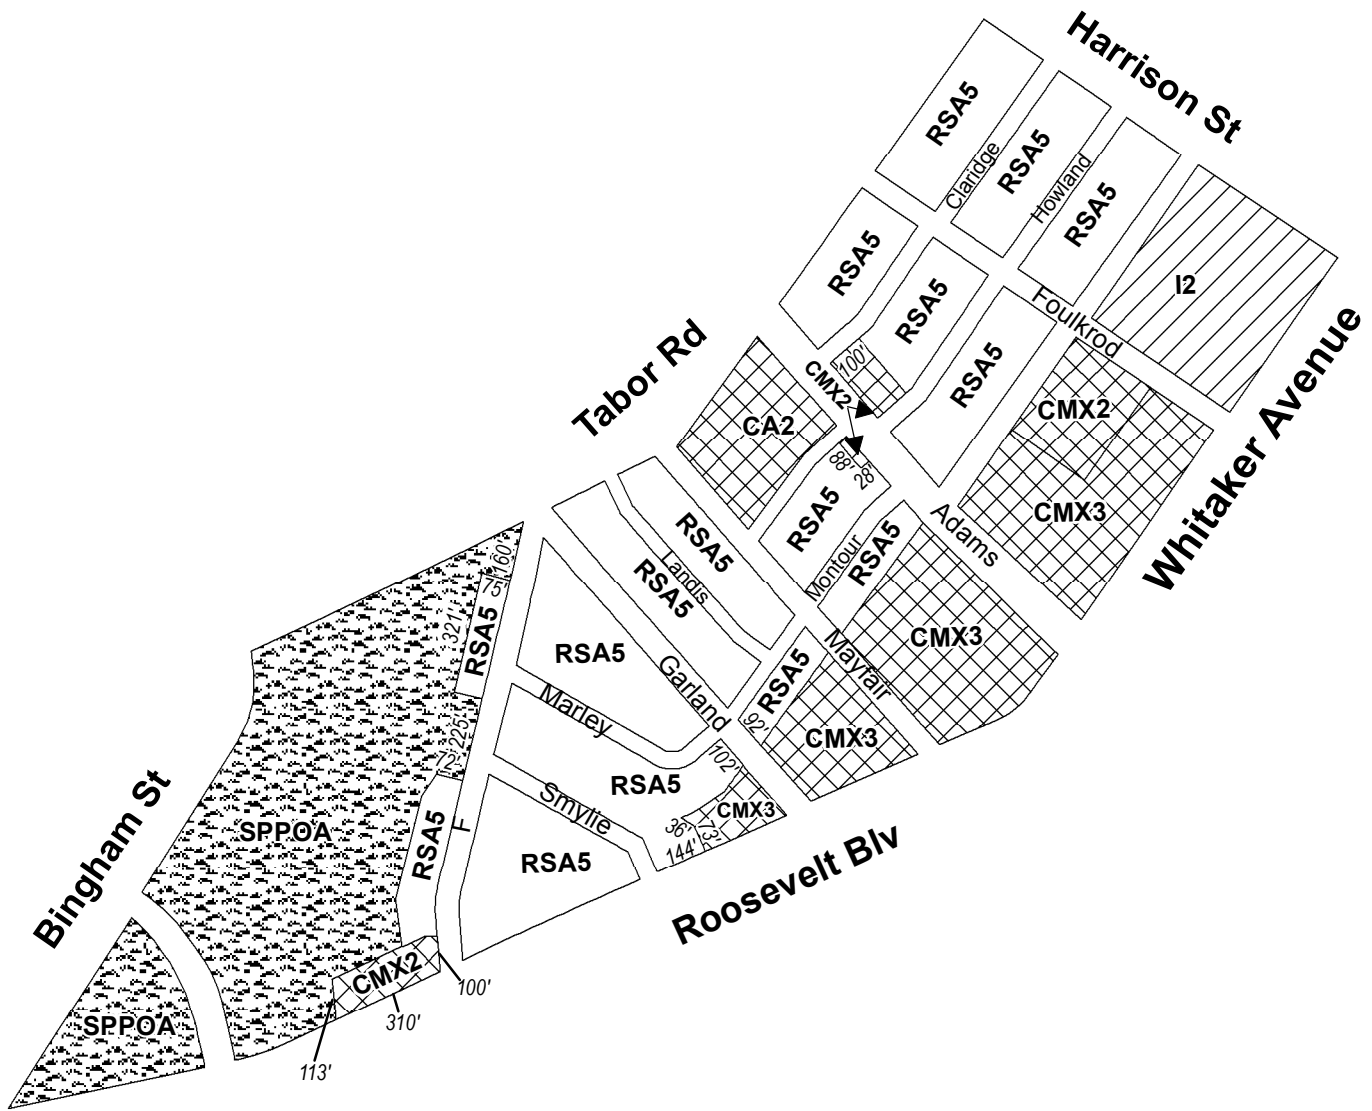 Harrison St
RSA5
RSA5
RSA5
Claridge
Howland
I2
RSA5
RSA5
RSA5
Foulkrod
Whitaker Avenue
Tabor Rd
CMX2
100'
CA2
CMX2
CMX3
88'
28'
RSA5
Montour
RSA5
Adams
RSA5
Landis
RSA5
160'
75'
321'
RSA5
RSA5
Garland
Mayfair
CMX3
RSA5
92'
CMX3
Marley
225'
72'
RSA5
102'
CMX3
36'
73'
144'
Smylie
RSA5
F
RSA5
Roosevelt Blv
Bingham St
SPPOA
SPPOA
CMX2
100'
310'
113'